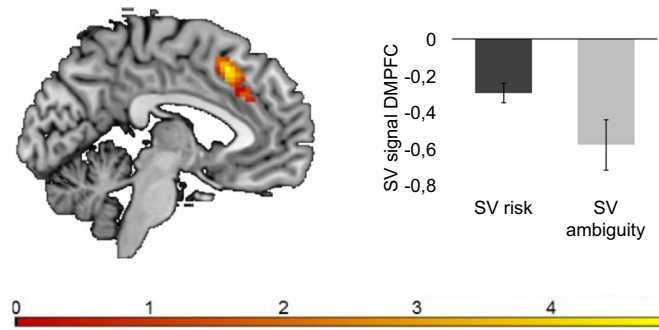 0
-0,2
-0,4
-0,6
-0,8
SV signal DMPFC
SV risk
SV
ambiguity
0 1 2 3 4